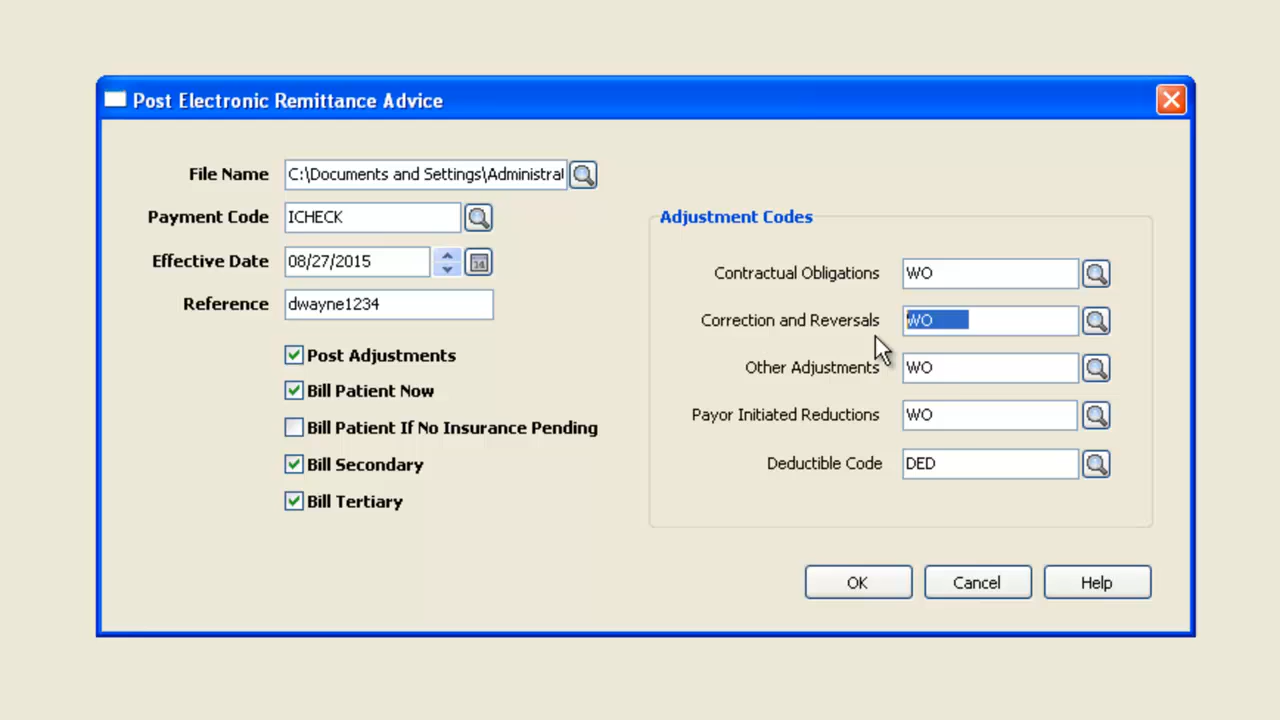 Post Electronic Remittance Advice
File Name C:\Documents and Settings\Administra
Payment Code ICHECK
Effective Date 08/27/2015
Reference dwayne1234
Post Adjustments
Bill Patient Now
Bill Patient If No Insurance Pending
Bill Secondary
Bill Tertiary
Adjustment Codes
Contractual Obligations WO
Correction and Reversals WO
Other Adjustments WO
Payor Initiated Reductions WO
Deductible Code DED
OK Cancel Help